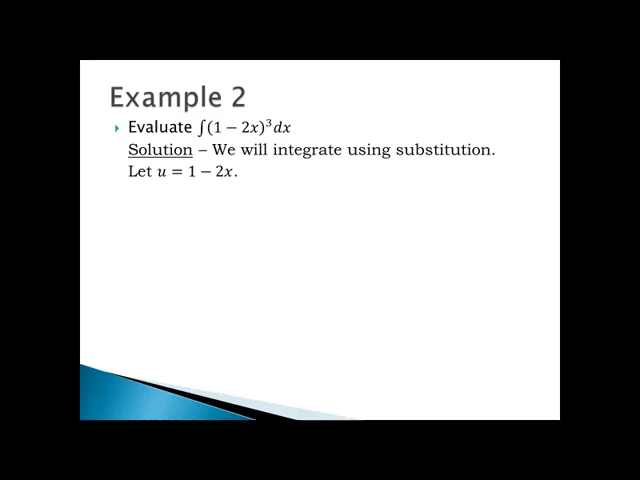 Example 2
Evaluate ∫(1 − 2𝑥)³𝑑𝑥
Solution – We will integrate using substitution.
Let 𝑢 = 1 − 2𝑥.